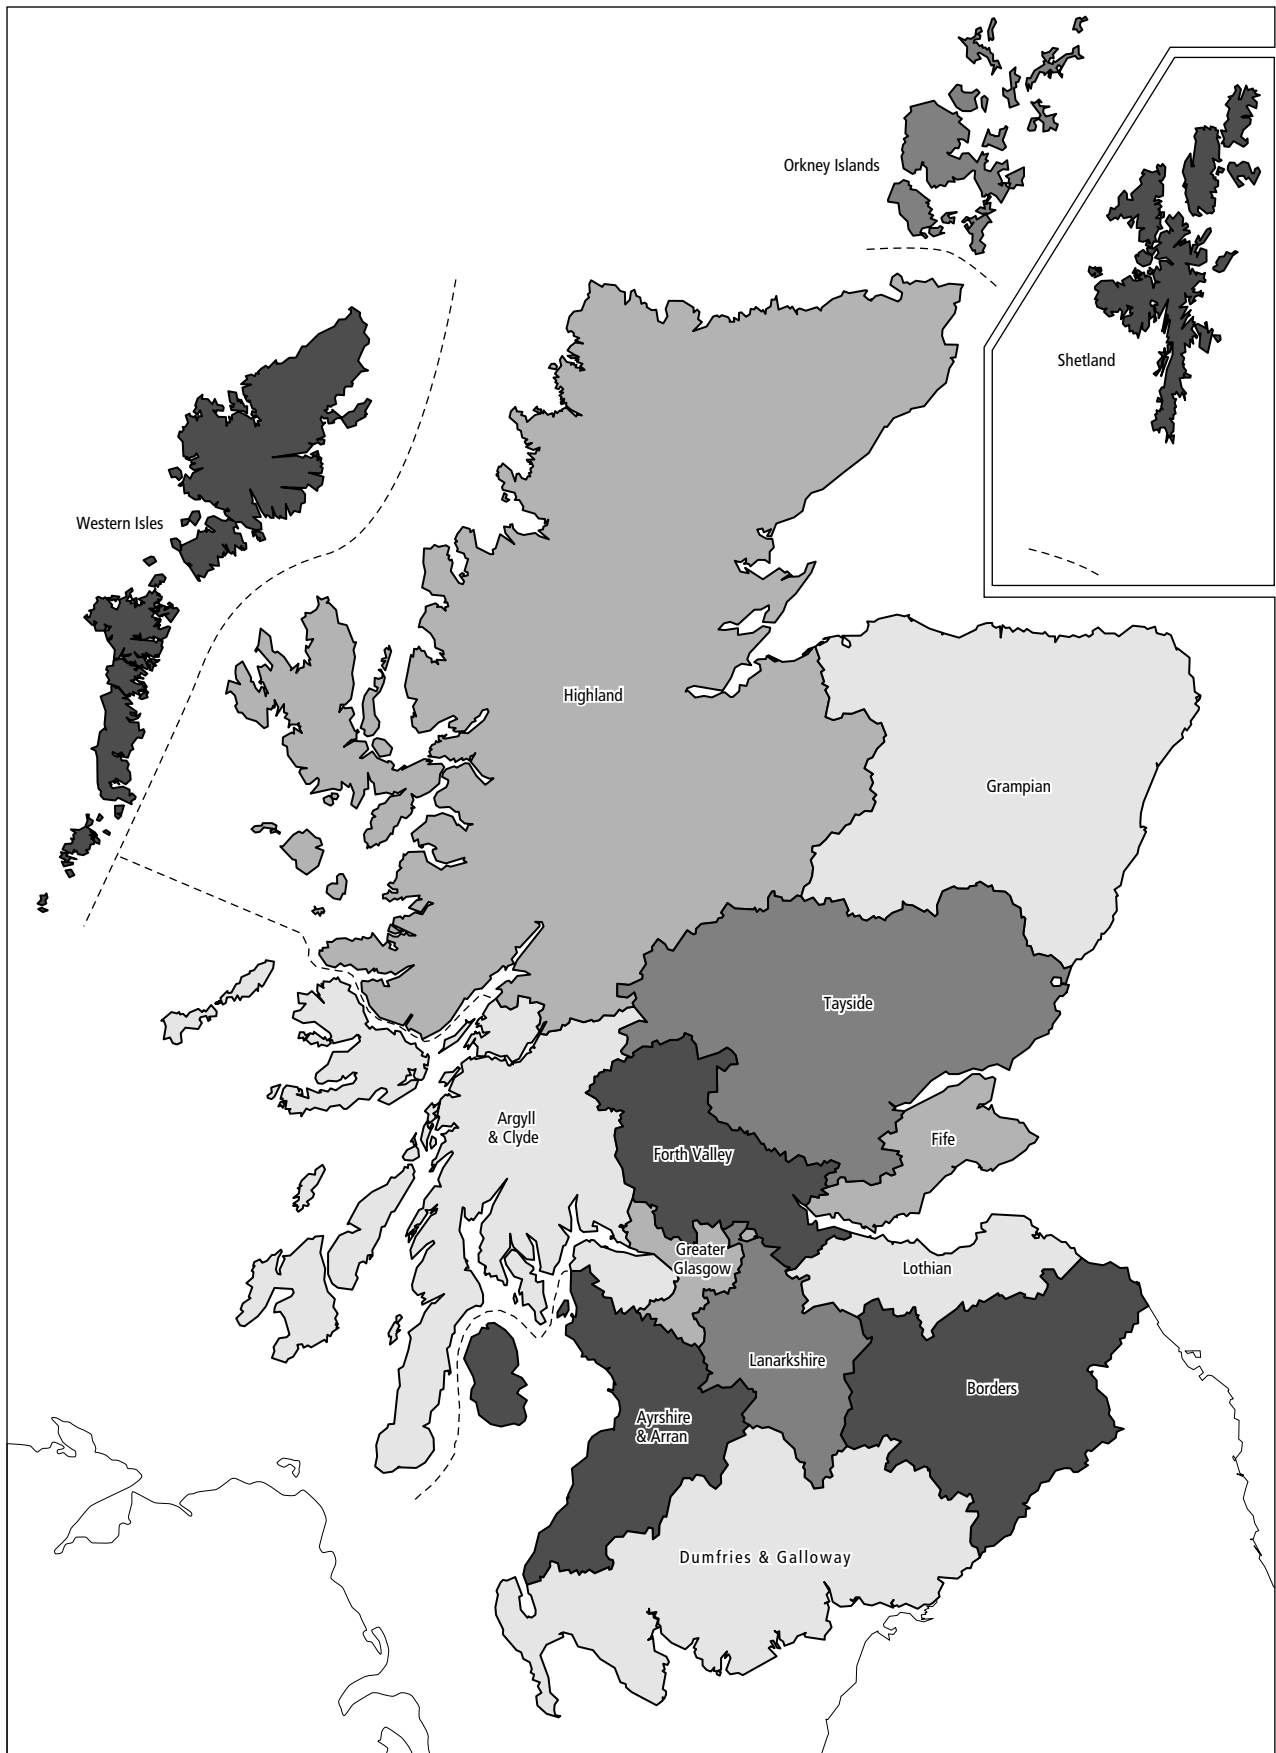 Orkney Islands
Shetland
Western Isles
Highland
Grampian
Tayside
Argyll
& Clyde
Fife
Forth Valley
Greater
Glasgow
Lothian
Lanarkshire
Borders
Ayrshire
& Arran
Dumfries & Galloway